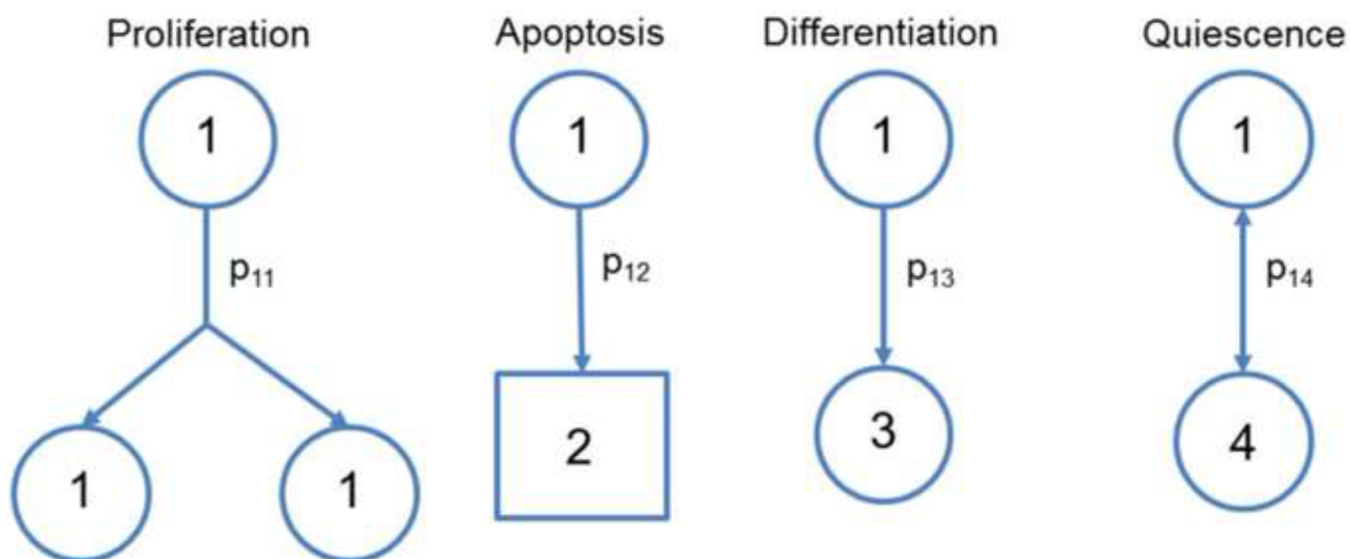 Proliferation Apoptosis Differentiation Quiescence
1 1 1 1
p11 p12 p13 p14
1 1 2 3 4